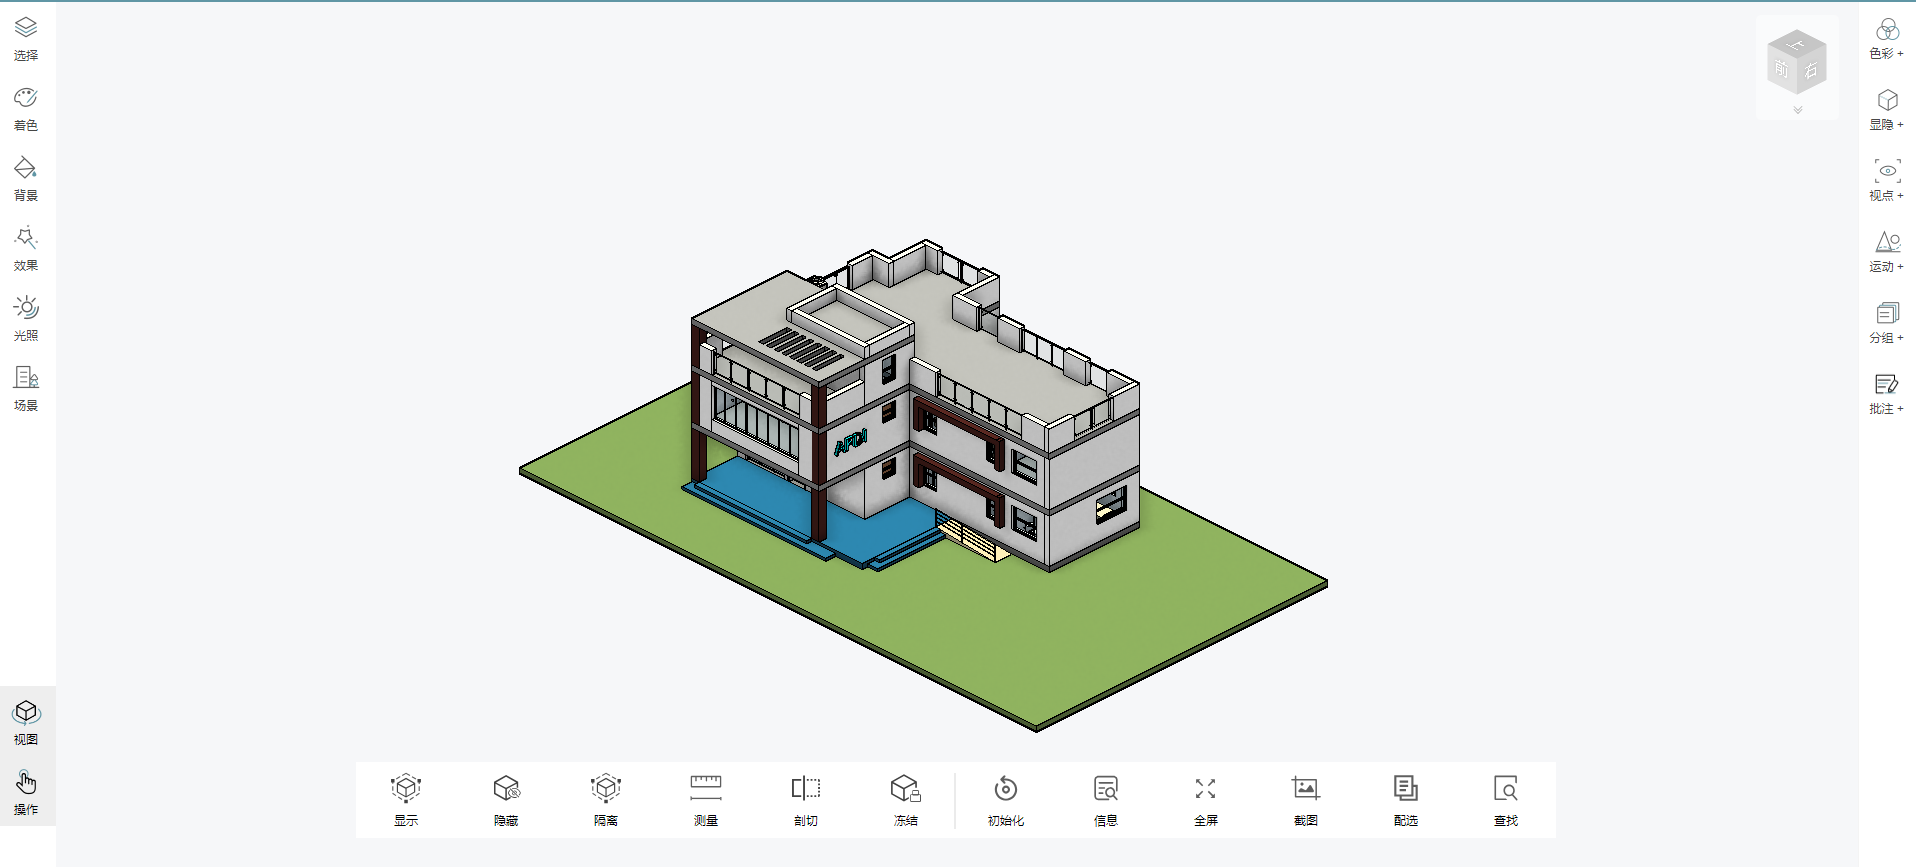 选择
着色
背景
效果
光照
场景
视图
操作
上
前
右
AFDI
色彩 +
显隐 +
视点 +
运动 +
分组 +
批注 +
显示
隐藏
隔离
测量
剖切
冻结
初始化
信息
全屏
截图
配选
查找